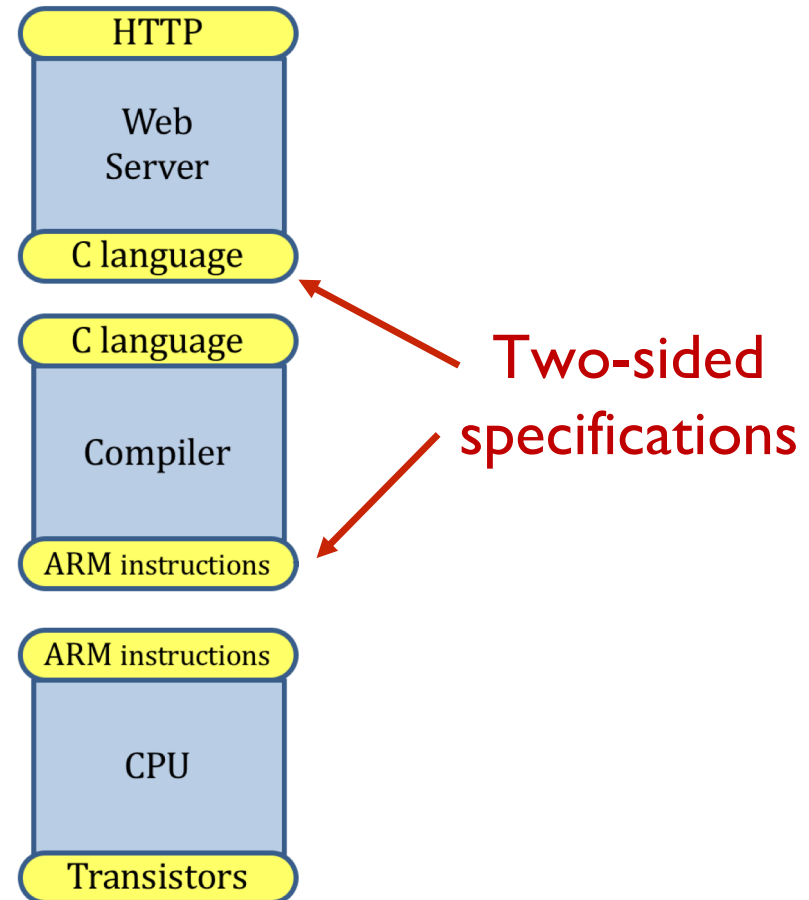 HTTP
Web
Server
C language
C language
Compiler
ARM instructions
ARM instructions
CPU
Transistors
Two-sided
specifications